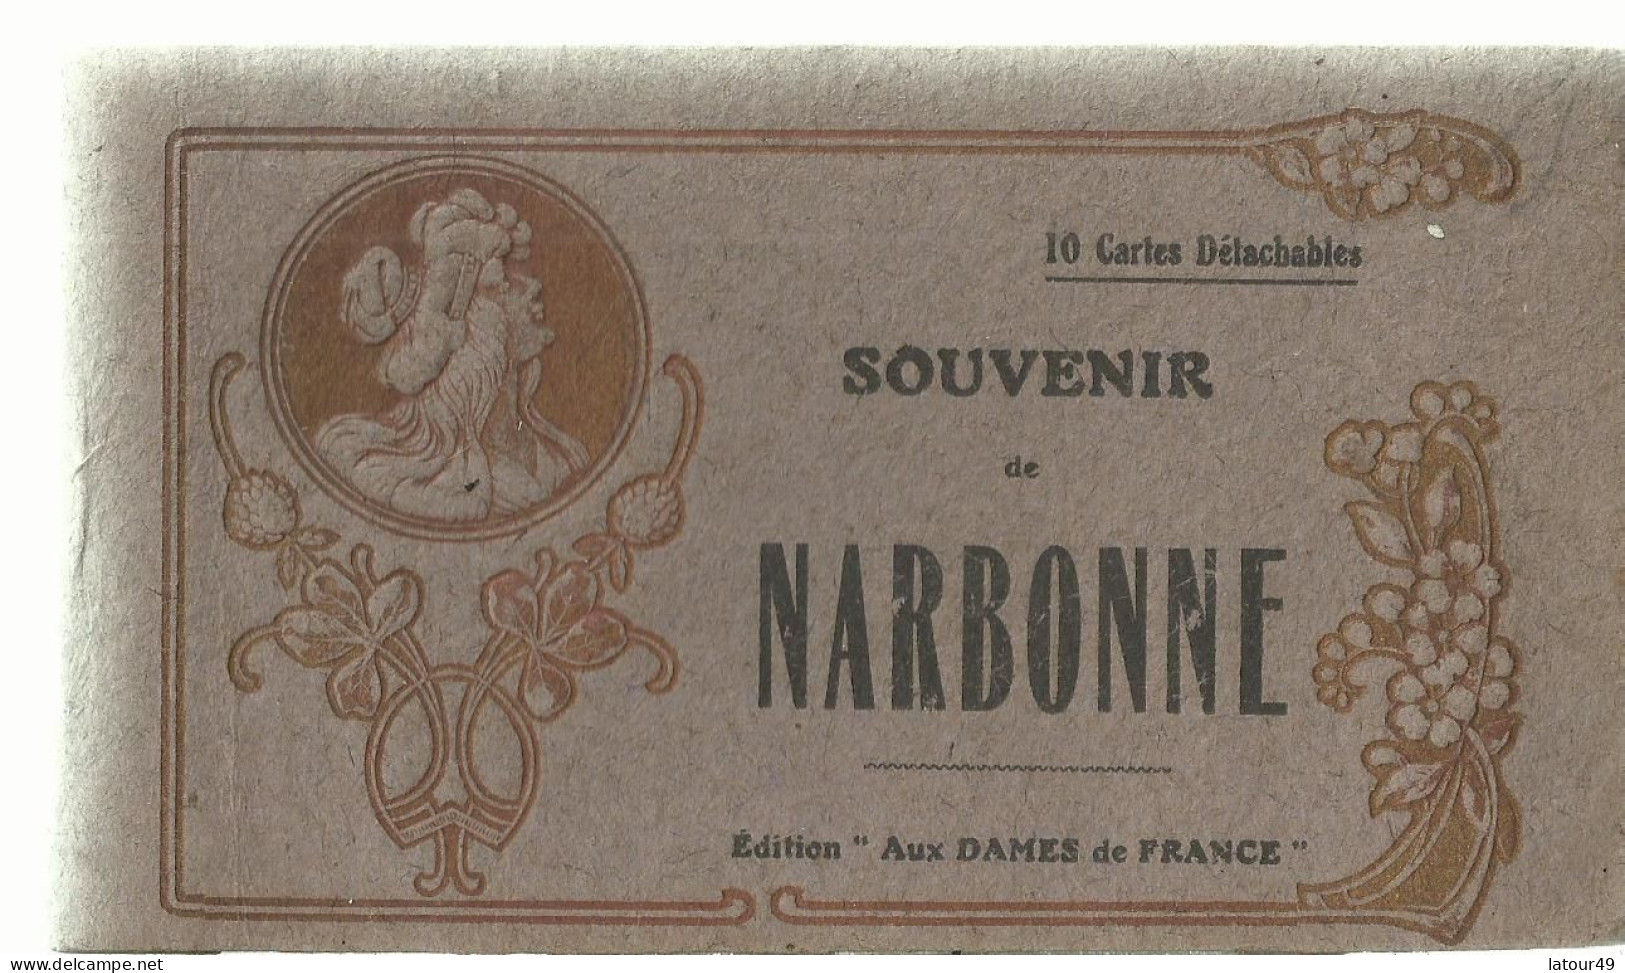 10 Cartes Détachables
SOUVENIR
de
NARBONNE
Édition " Aux DAMES de FRANCE "
www.delcampe.net
latour49